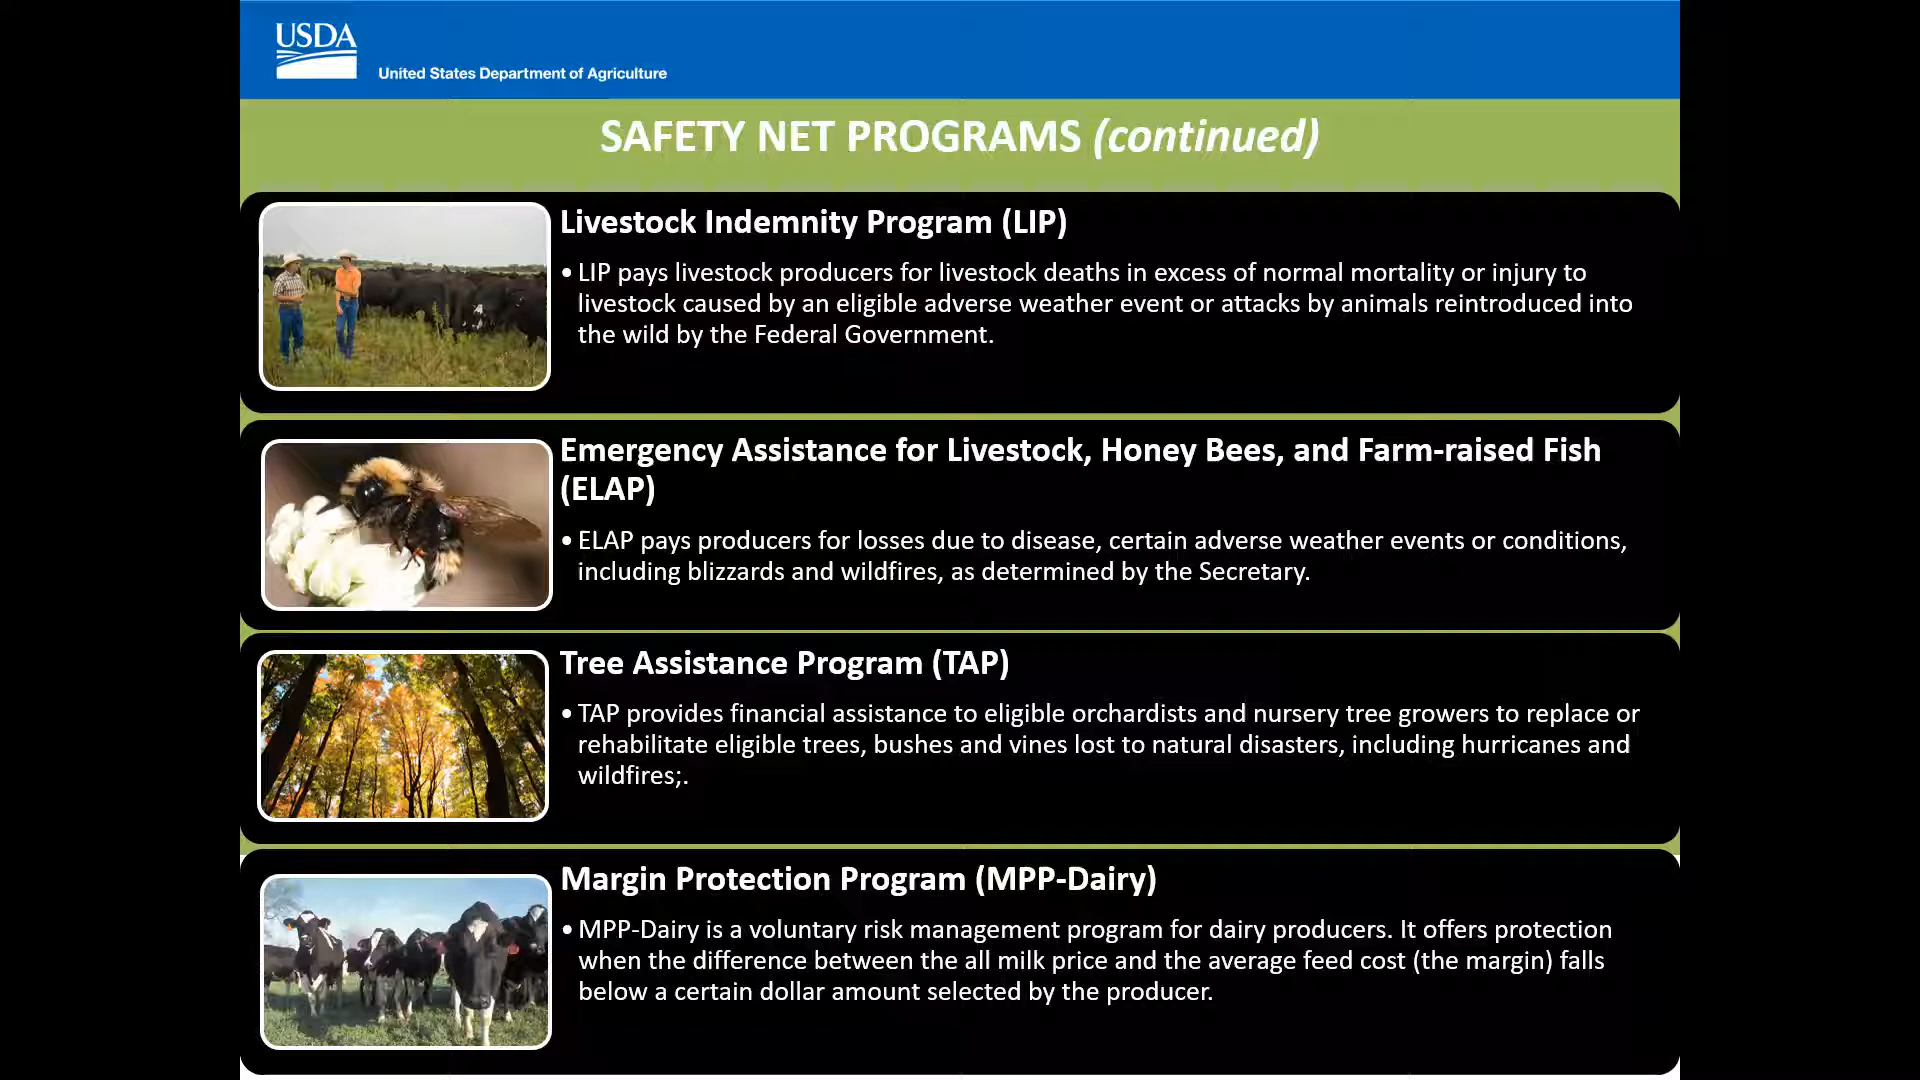 USDA
United States Department of Agriculture
SAFETY NET PROGRAMS (continued)
Livestock Indemnity Program (LIP)
• LIP pays livestock producers for livestock deaths in excess of normal mortality or injury to
livestock caused by an eligible adverse weather event or attacks by animals reintroduced into
the wild by the Federal Government.
Emergency Assistance for Livestock, Honey Bees, and Farm-raised Fish
(ELAP)
• ELAP pays producers for losses due to disease, certain adverse weather events or conditions,
including blizzards and wildfires, as determined by the Secretary.
Tree Assistance Program (TAP)
• TAP provides financial assistance to eligible orchardists and nursery tree growers to replace or
rehabilitate eligible trees, bushes and vines lost to natural disasters, including hurricanes and
wildfires;.
Margin Protection Program (MPP-Dairy)
• MPP-Dairy is a voluntary risk management program for dairy producers. It offers protection
when the difference between the all milk price and the average feed cost (the margin) falls
below a certain dollar amount selected by the producer.